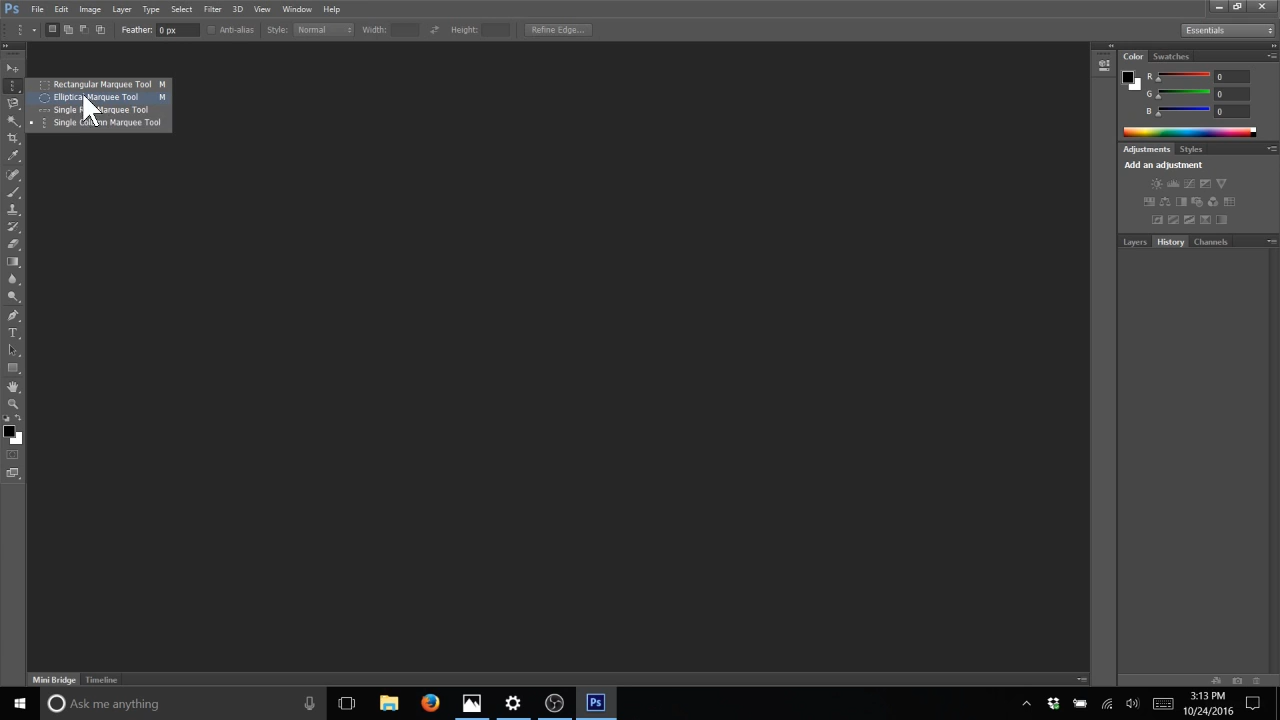 Ps File Edit Image Layer Type Select Filter 3D View Window Help
Feather: 0 px Anti-alias Style: Normal Width: Height: Refine Edge... Essentials
Color Swatches
R 0
G 0
B 0
Rectangular Marquee Tool M
Elliptical Marquee Tool M
Single Marquee Tool
Single Column Marquee Tool
Adjustments Styles
Add an adjustment
Layers History Channels
T
Mini Bridge Timeline
Ask me anything
Ps
3:13 PM
10/24/2016